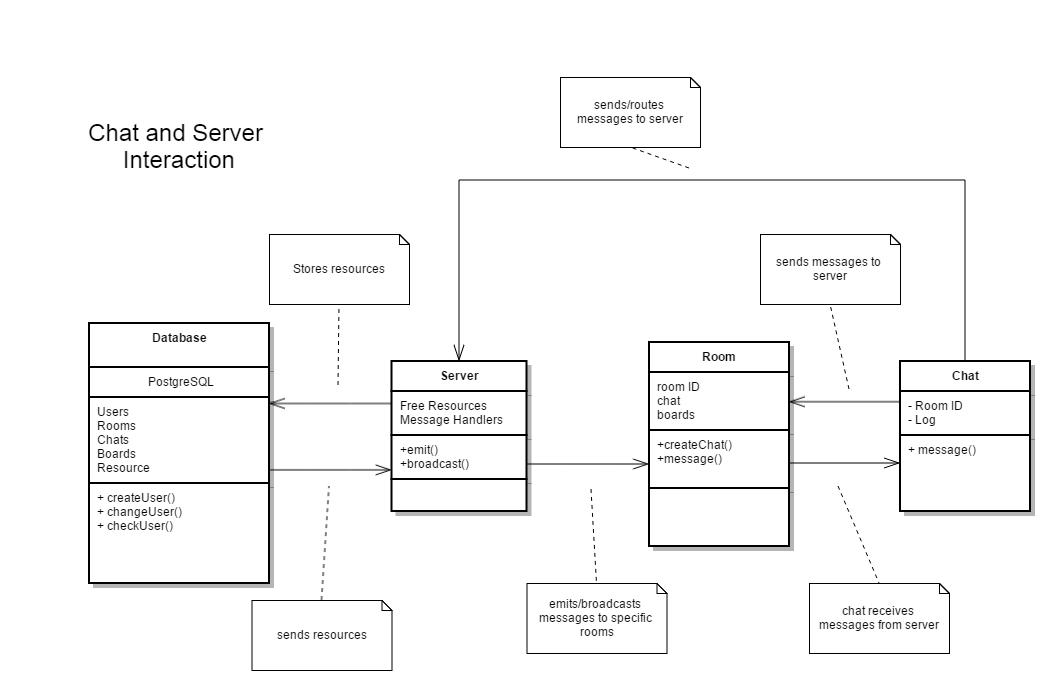 Chat and Server
Interaction
sends/routes
messages to server
Stores resources
sends messages to
server
Database
PostgreSQL
Users
Rooms
Chats
Boards
Resource
+ createUser()
+ changeUser()
+ checkUser()
Server
Free Resources
Message Handlers
+emit()
+broadcast()
Room
room ID
chat
boards
+createChat()
+message()
Chat
- Room ID
- Log
+ message()
sends resources
emits/broadcasts
messages to specific
rooms
chat receives
messages from server